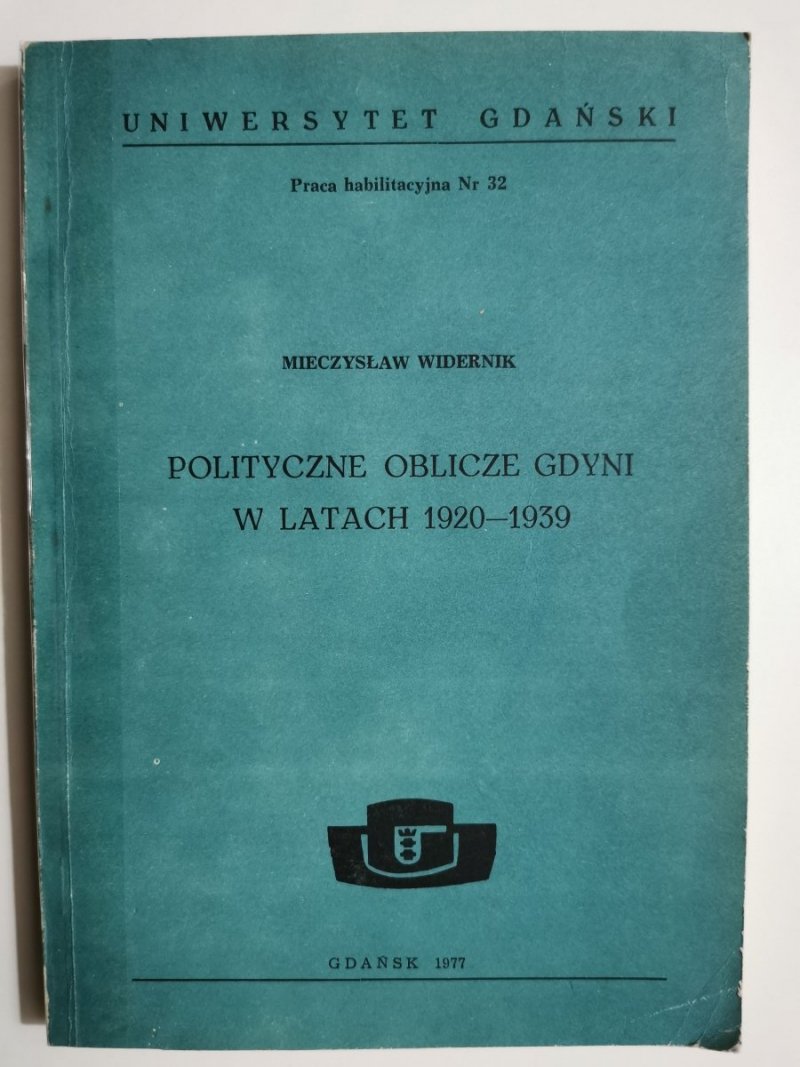 UNIWERSYTET GDAŃSKI
Praca habilitacyjna Nr 32
MIECZYSŁAW WIDERNIK
POLITYCZNE OBLICZE GDYNI
W LATACH 1920—1939
GDAŃSK 1977